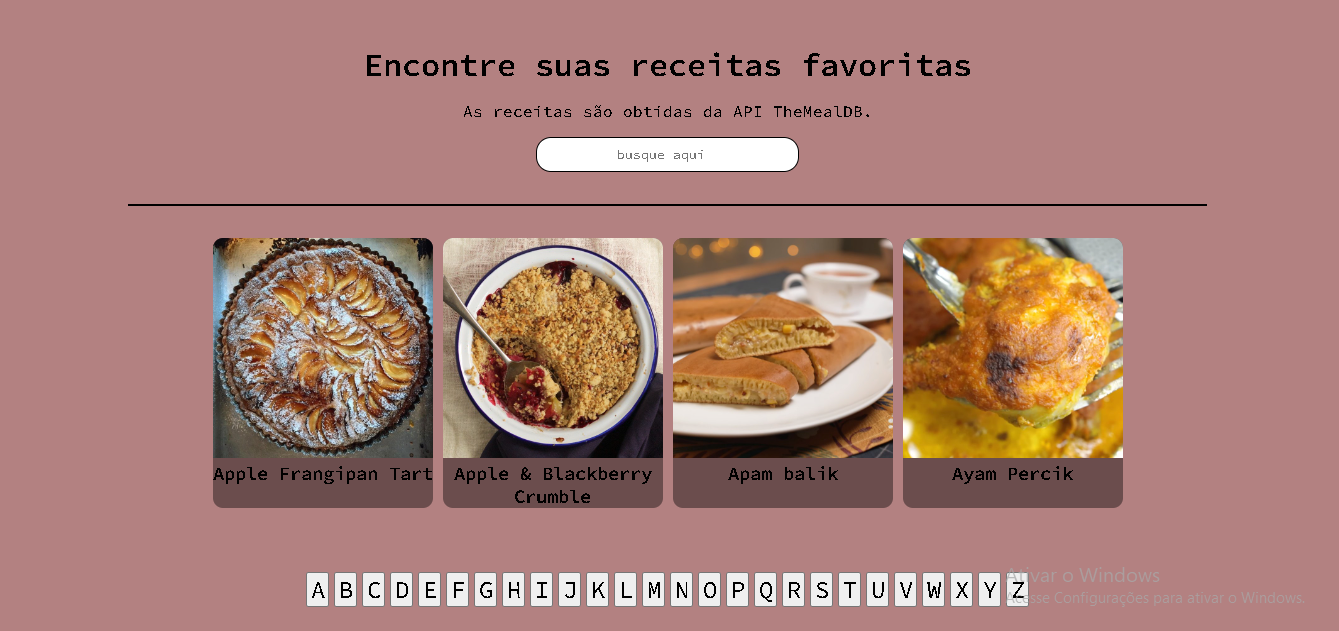 Encontre suas receitas favoritas
As receitas são obtidas da API TheMealDB.
busque aqui
Apple Frangipan Tart
Apple & Blackberry
Crumble
Apam balik
Ayam Percik
A B C D E F G H I J K L M N O P Q R S T U V W X Y Z
Ativar o Windows
Acesse Configurações para ativar o Windows.